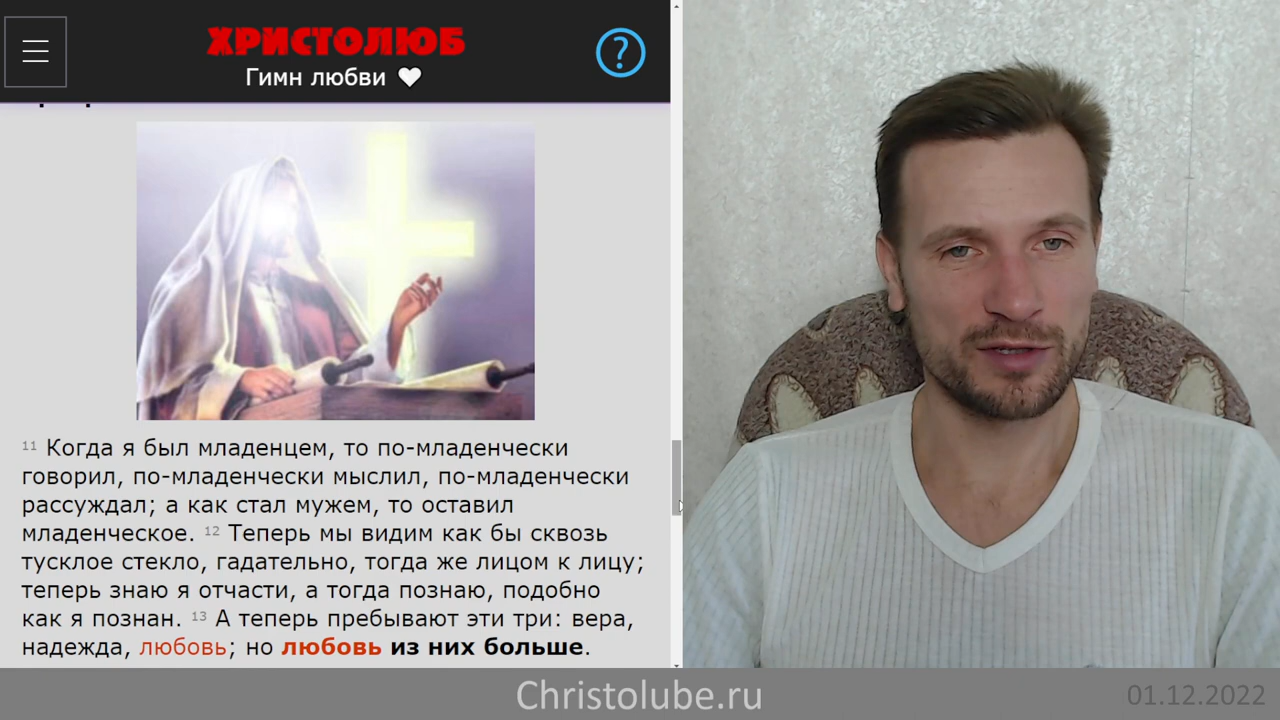 ХРИСТОЛЮБ
Гимн любви
?
11 Когда я был младенцем, то по-младенчески
говорил, по-младенчески мыслил, по-младенчески
рассуждал; а как стал мужем, то оставил
младенческое. 12 Теперь мы видим как бы сквозь
тусклое стекло, гадательно, тогда же лицом к лицу;
теперь знаю я отчасти, а тогда познаю, подобно
как я познан. 13 А теперь пребывают эти три: вера,
надежда, любовь; но любовь из них больше.
Christolube.ru
01.12.2022